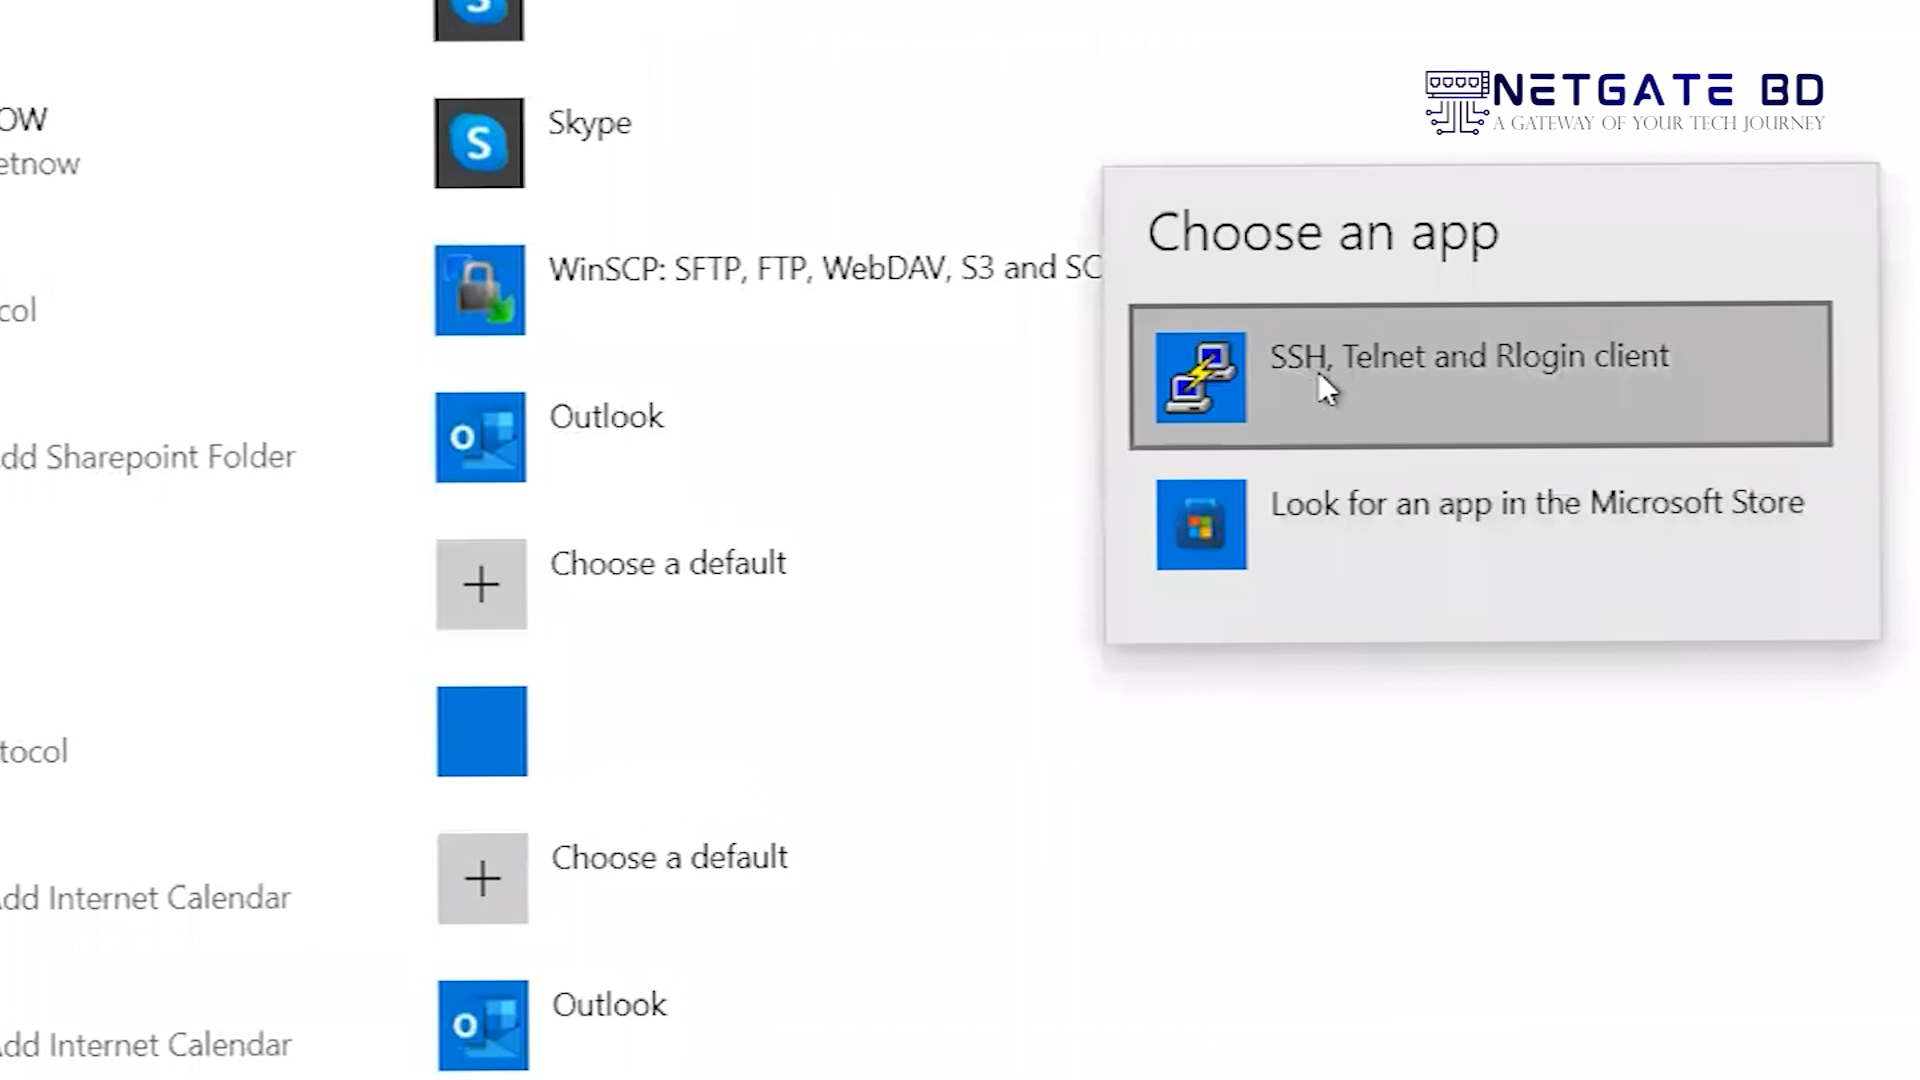 NETGATE BD
A GATEWAY OF YOUR TECH JOURNEY
OW
etnow
Skype
col
WinSCP: SFTP, FTP, WebDAV, S3 and SC
dd Sharepoint Folder
Outlook
Choose a default
tocol
dd Internet Calendar
Choose a default
dd Internet Calendar
Outlook
Choose an app
SSH, Telnet and Rlogin client
Look for an app in the Microsoft Store